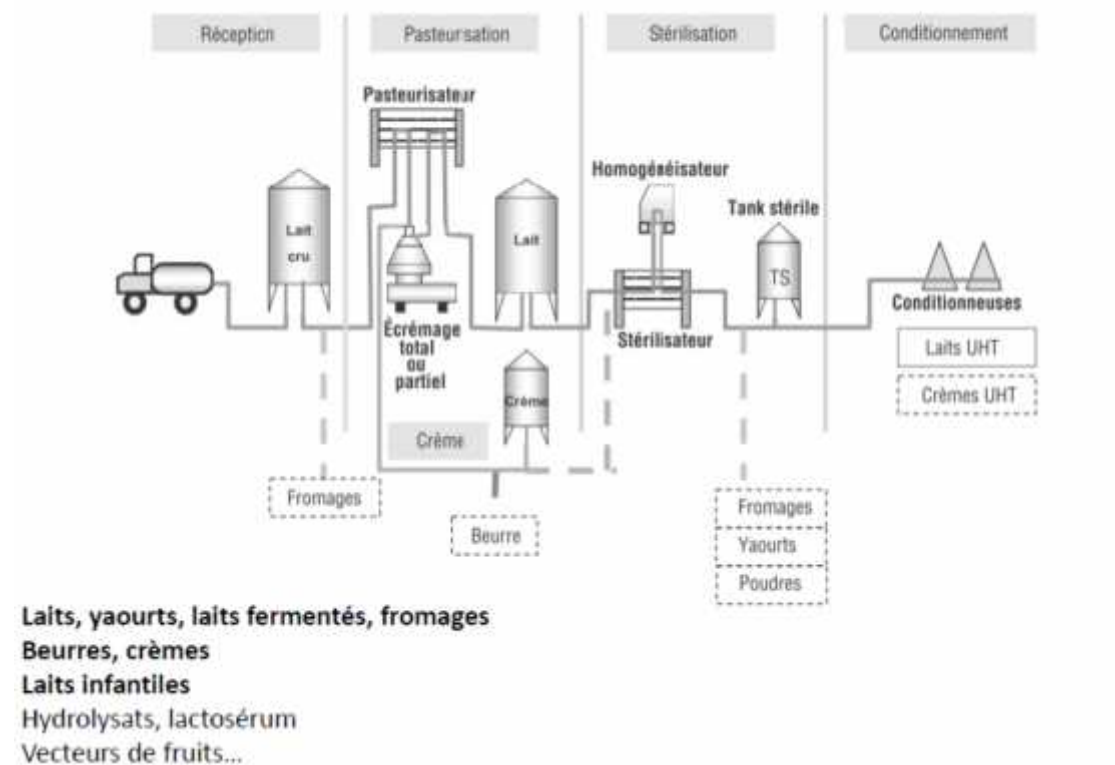 Réception
Pasteursation
Stérilisation
Conditionnement
Pasteurisateur
Homogénéisateur
Tank stérile
Lait
cru
Lait
TS
Conditionneuses
Écrémage
total
ou
partiel
Stérilisateur
Laits UHT
Crèmes UHT
Crème
Crème
Fromages
Beurre
Fromages
Yaourts
Poudres
Laits, yaourts, laits fermentés, fromages
Beurres, crèmes
Laits infantiles
Hydrolysats, lactosérum
Vecteurs de fruits...